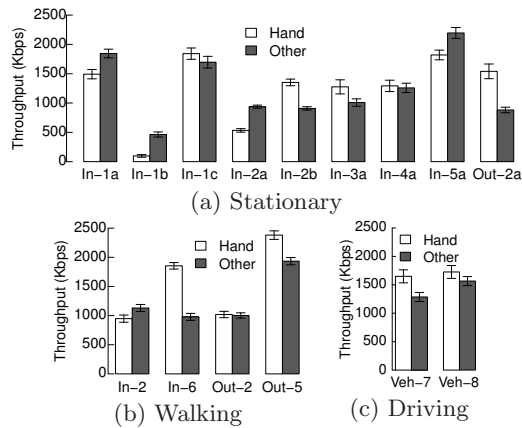 Throughput (Kbps)
2500
2000
1500
1000
500
0
Hand
Other
In−1a In−1b In−1c In−2a In−2b In−3a In−4a In−5a Out−2a
(a) Stationary
Throughput (Kbps)
2500
2000
1500
1000
500
0
Hand
Other
In−2 In−6 Out−2 Out−5
(b) Walking
Throughput (Kbps)
2500
2000
1500
1000
500
0
Hand
Other
Veh−7 Veh−8
(c) Driving